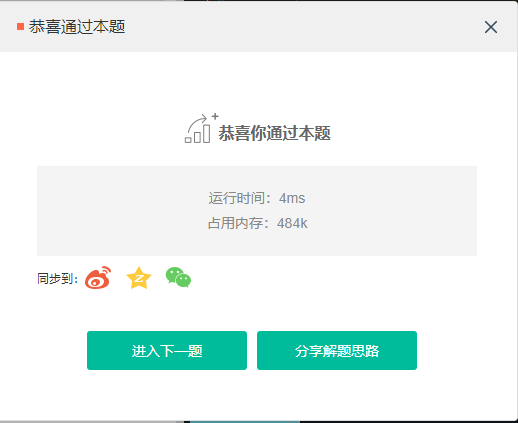 恭喜通过本题
恭喜你通过本题
运行时间：4ms
占用内存：484k
同步到：
进入下一题
分享解题思路